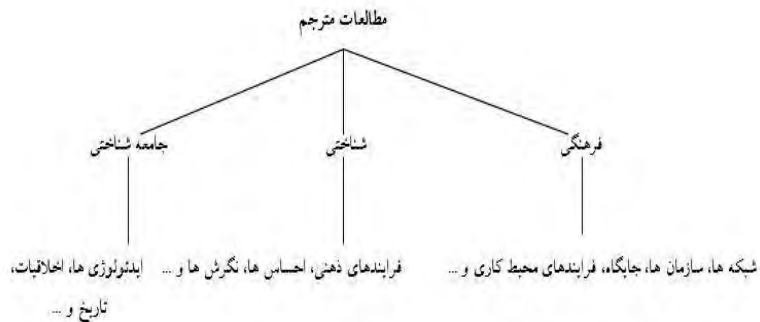 مطالعات مترجم
فرهنگی
شناختی
جامعه شناختی
شبکه ها، سازمان ها، جایگاه، فرایندهای محیط کاری و ...
فرایندهای ذهنی، احساس ها، نگرش ها و ...
ایدئولوژی ها، اخلاقیات،
تاریخ و ...